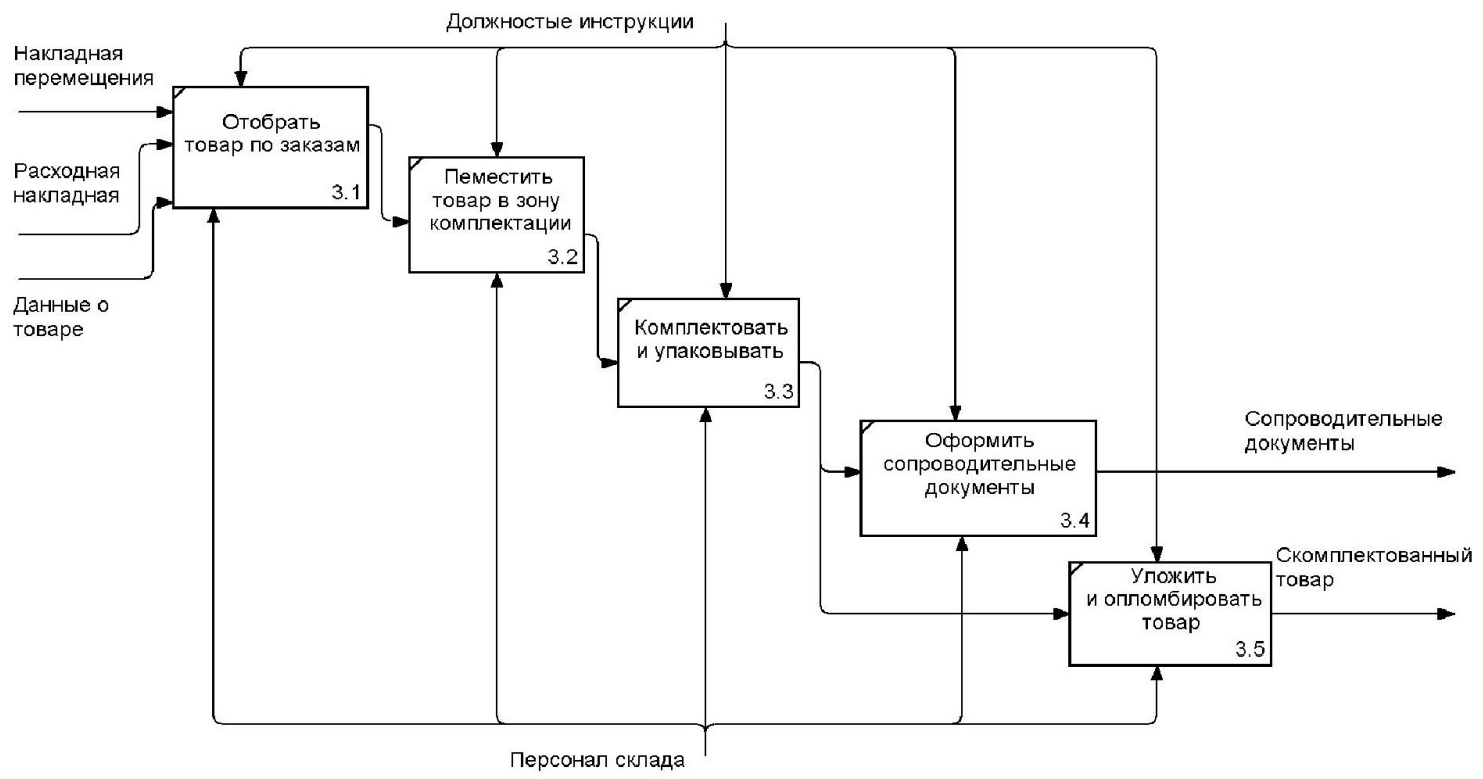 Должностые инструкции
Накладная
перемещения
Отобрать
товар по заказам
3.1
Расходная
накладная
Пеместить
товар в зону
комплектации
3.2
Данные о
товаре
Комплектовать
и упаковывать
3.3
Оформить
сопроводительные
документы
3.4
Сопроводительные
документы
Уложить
и опломбировать
товар
3.5
Скомплектованный
товар
Персонал склада